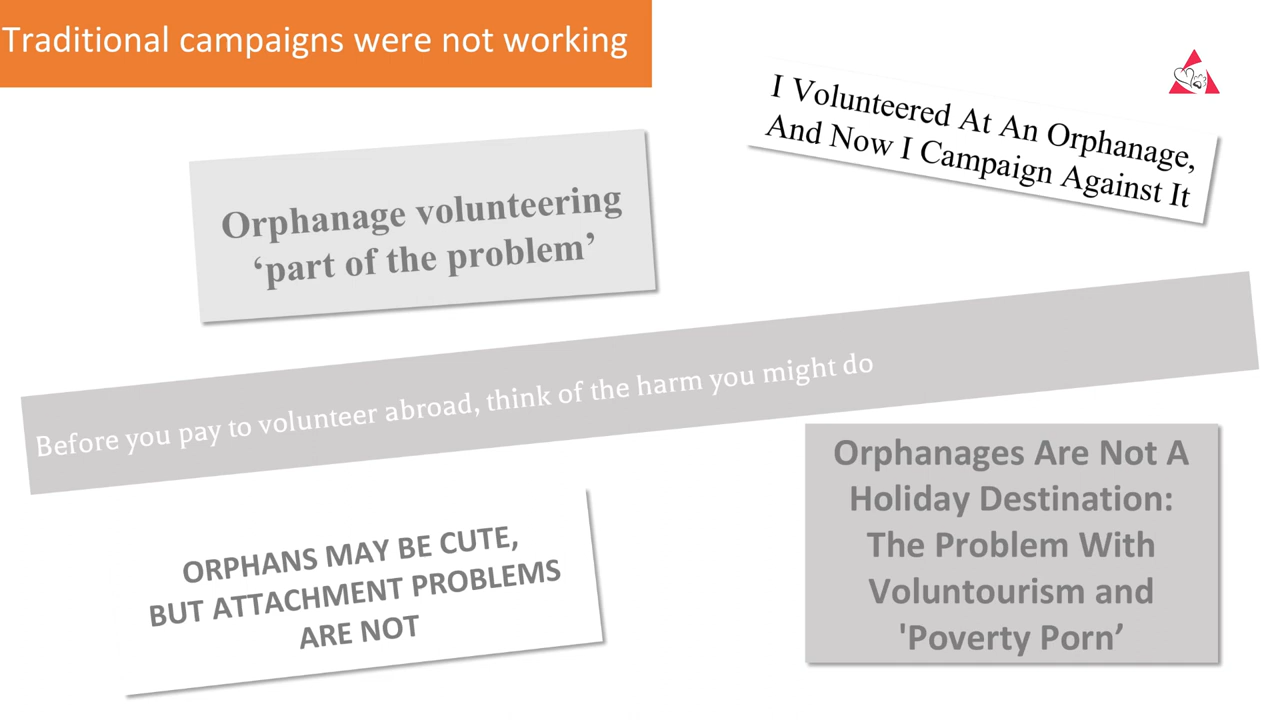 Traditional campaigns were not working
I Volunteered At An Orphanage,
And Now I Campaign Against It
Orphanage volunteering
‘part of the problem’
Before you pay to volunteer abroad, think of the harm you might do
Orphanages Are Not A
Holiday Destination:
The Problem With
Voluntourism and
'Poverty Porn’
ORPHANS MAY BE CUTE,
BUT ATTACHMENT PROBLEMS
ARE NOT